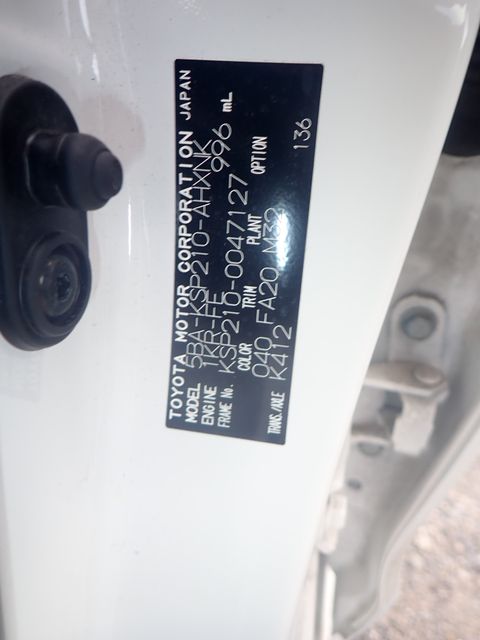 TOYOTA MOTOR CORPORATION JAPAN
MODEL 5BA-KSP210-AHXNK
ENGINE 1KR-FE 996 mL
FRAME No. KSP210-0047127
COLOR TRIM PLANT OPTION
040 FA20 M32
TRANS./AXLE K412
136